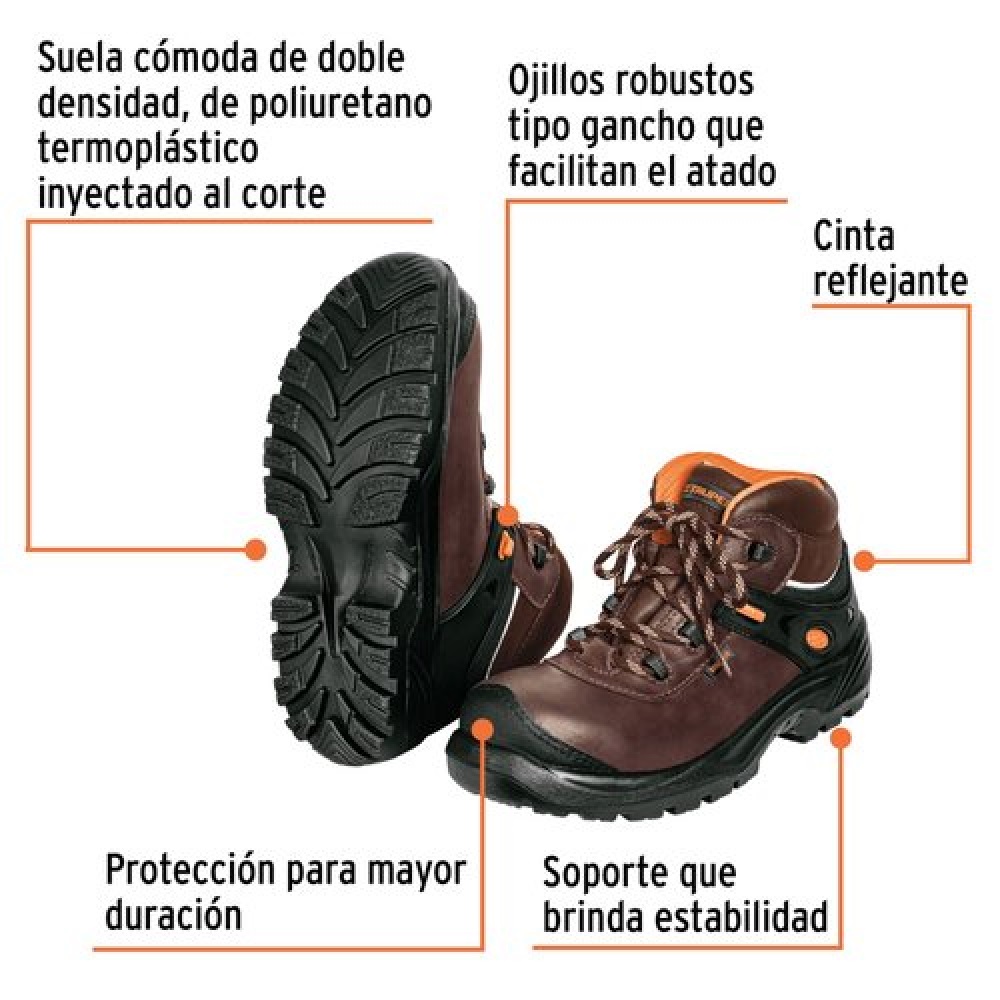 Suela cómoda de doble
densidad, de poliuretano
termoplástico
inyectado al corte
Ojillos robustos
tipo gancho que
facilitan el atado
Cinta
reflejante
Protección para mayor
duración
Soporte que
brinda estabilidad